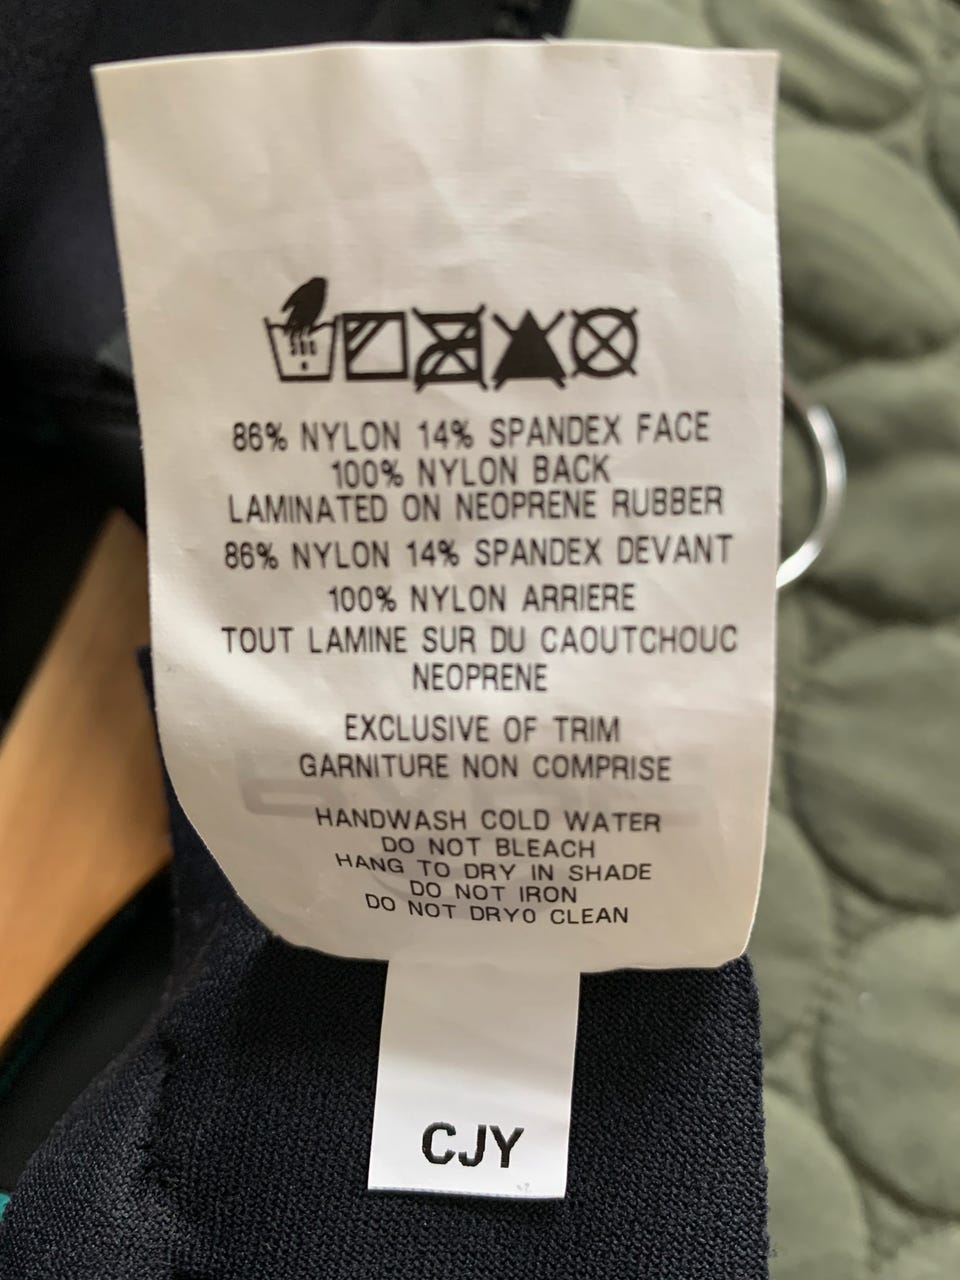 86% NYLON 14% SPANDEX FACE
100% NYLON BACK
LAMINATED ON NEOPRENE RUBBER
86% NYLON 14% SPANDEX DEVANT
100% NYLON ARRIERE
TOUT LAMINE SUR DU CAOUTCHOUC
NEOPRENE
EXCLUSIVE OF TRIM
GARNITURE NON COMPRISE
HANDWASH COLD WATER
DO NOT BLEACH
HANG TO DRY IN SHADE
DO NOT IRON
DO NOT DRYO CLEAN
CJY